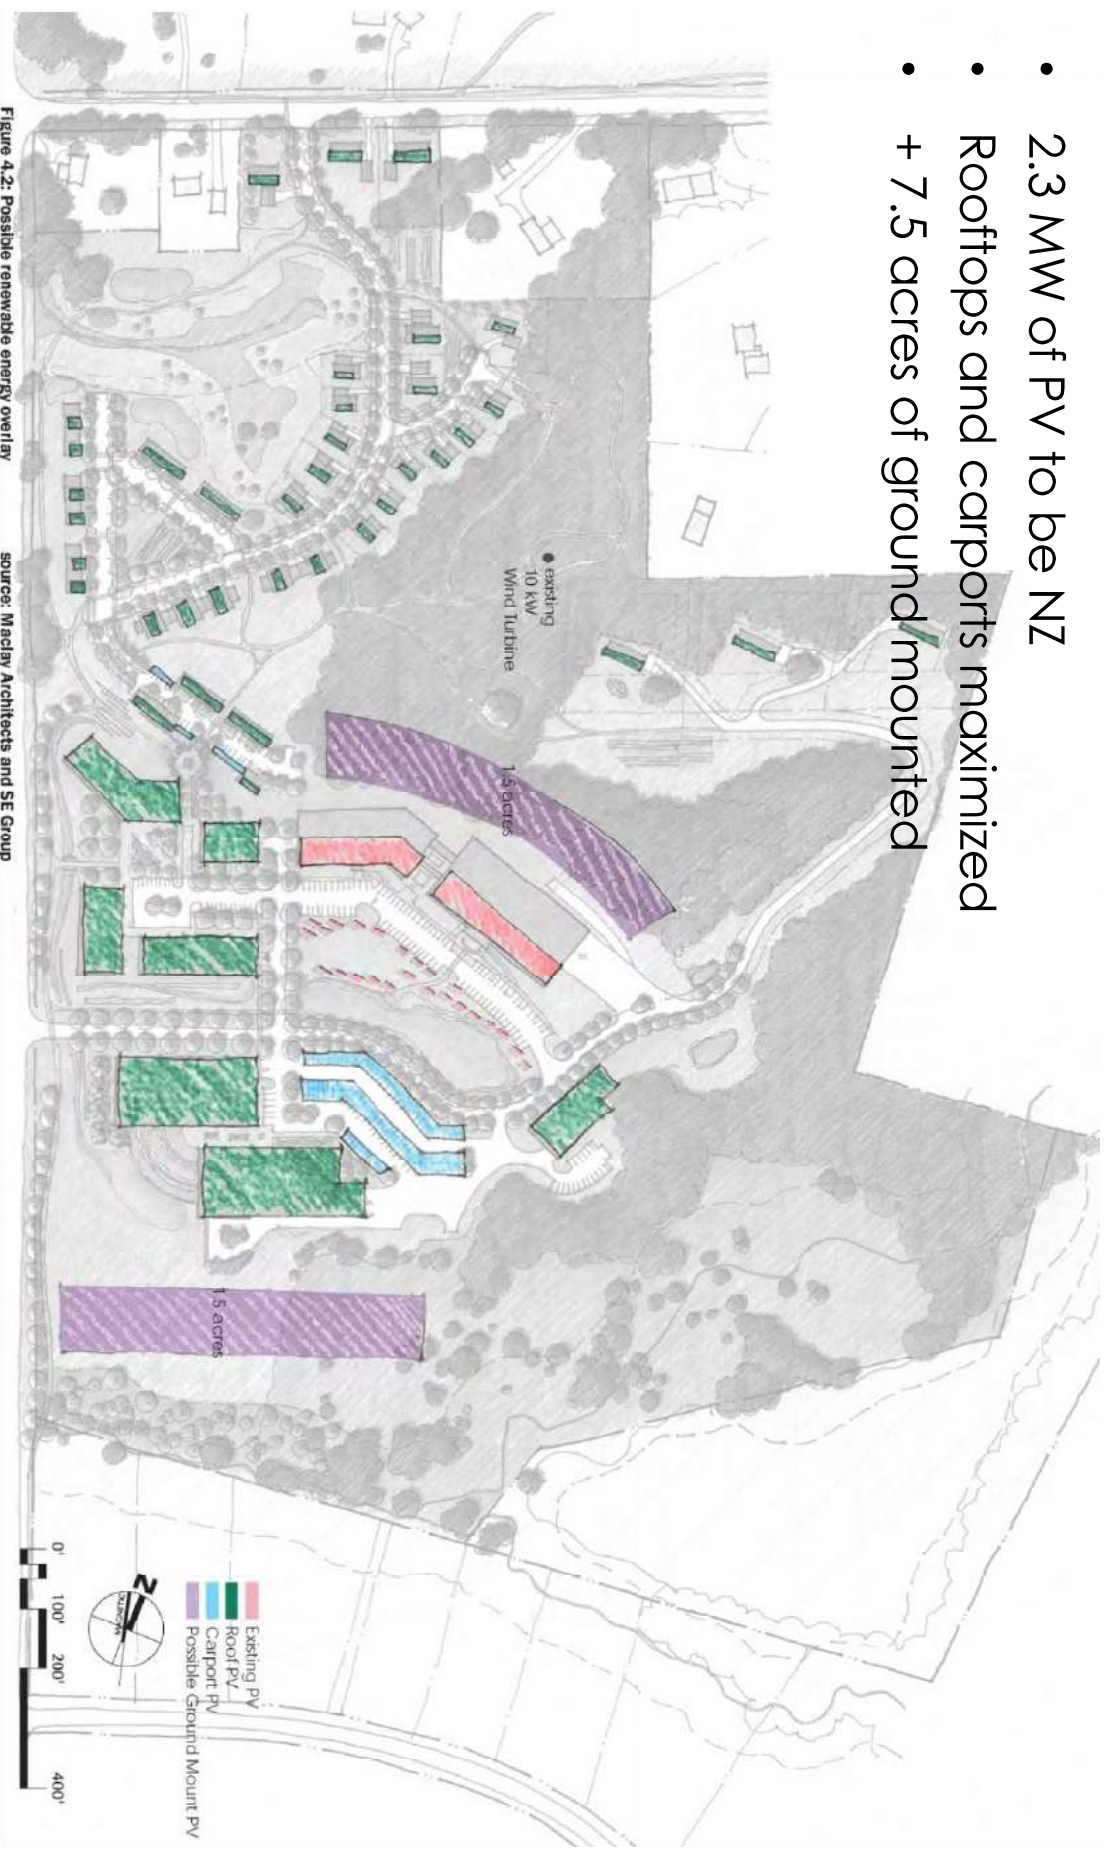 • 2.3 MW of PV to be NZ
• Rooftops and carports maximized
• + 7.5 acres of ground mounted
existing
10 kW
Wind Turbine
1.5 acres
1.5 acres
Existing PV
Roof PV
Carport PV
Possible Ground Mount PV
N
MAGNETIC
0' 100' 200' 400'
Figure 4.2: Possible renewable energy overlay source: Maclay Architects and SE Group